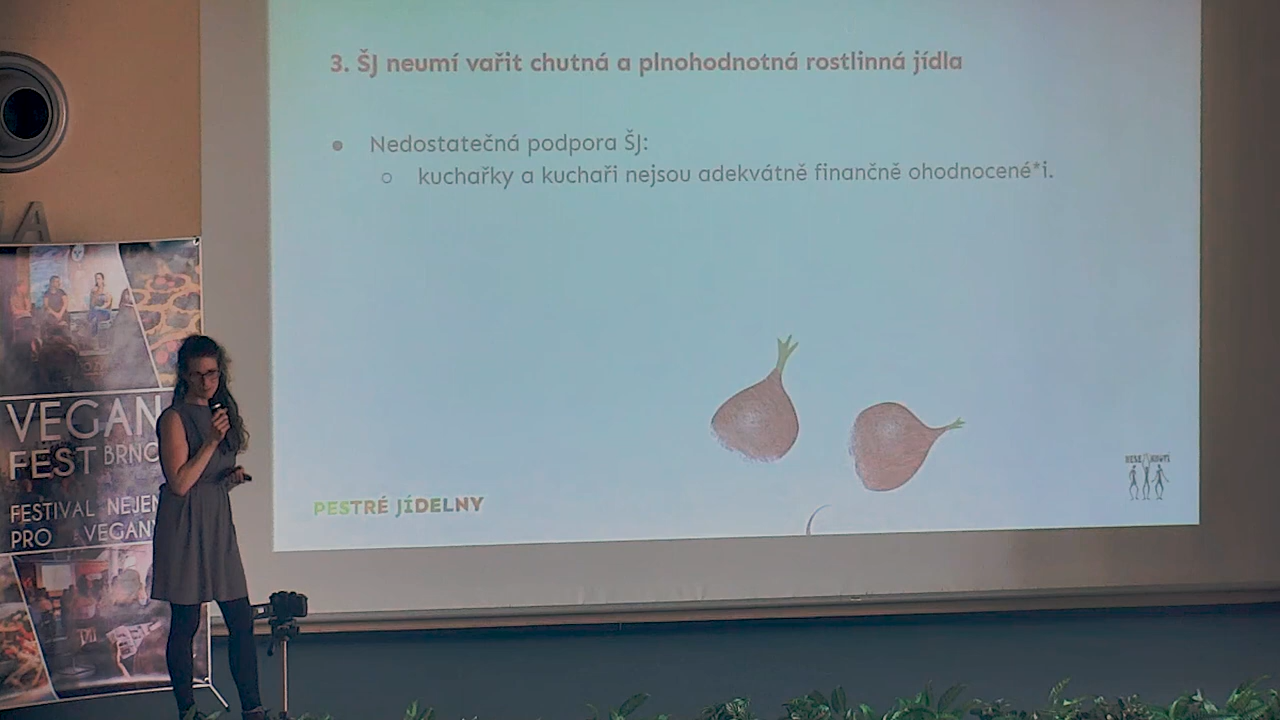 3. ŠJ neumí vařit chutná a plnohodnotná rostlinná jídla
Nedostatečná podpora ŠJ:
kuchařky a kuchaři nejsou adekvátně finančně ohodnocené*i.
PESTRÉ JÍDELNY
VA
VEGAN
FEST BRNO
FESTIVAL NEJEN
PRO VEGANY